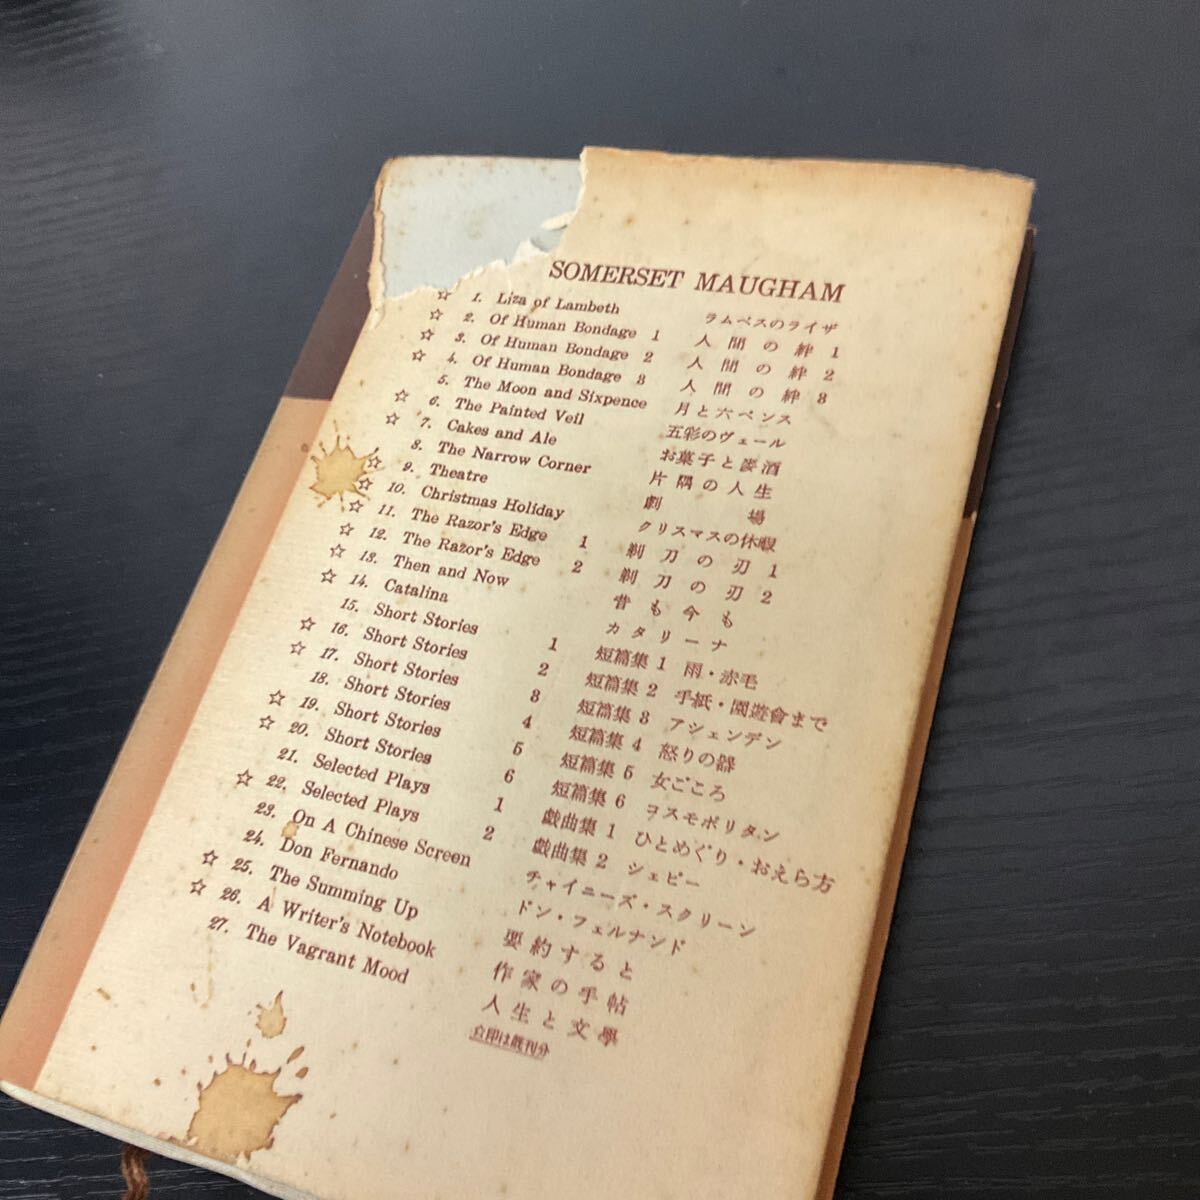 SOMERSET MAUGHAM
☆ 1. Liza of Lambeth ラムベスのライザ
☆ 2. Of Human Bondage 1 人間の絆 1
☆ 3. Of Human Bondage 2 人間の絆 2
☆ 4. Of Human Bondage 3 人間の絆 3
5. The Moon and Sixpence 月と六ペンス
☆ 6. The Painted Veil 五彩のヴェール
☆ 7. Cakes and Ale お菓子と麥酒
8. The Narrow Corner 片隅の人生
☆ 9. Theatre 劇場
☆ 10. Christmas Holiday クリスマスの休暇
☆ 11. The Razor's Edge 1 剃刀の刃 1
☆ 12. The Razor's Edge 2 剃刀の刃 2
☆ 13. Then and Now 昔も今も
☆ 14. Catalina カタリーナ
15. Short Stories 1 短篇集 1 雨・赤毛
☆ 16. Short Stories 2 短篇集 2 手紙・園遊會まで
☆ 17. Short Stories 3 短篇集 3 アシェンデン
18. Short Stories 4 短篇集 4 怒りの器
☆ 19. Short Stories 5 短篇集 5 女ごころ
☆ 20. Short Stories 6 短篇集 6 コスモポリタン
21. Selected Plays 1 戯曲集 1 ひとめぐり・おえら方
☆ 22. Selected Plays 2 戯曲集 2 シェピー
23. On A Chinese Screen チャイニーズ・スクリーン
24. Don Fernando ドン・フェルナンド
☆ 25. The Summing Up 要約すると
☆ 26. A Writer's Notebook 作家の手帖
27. The Vagrant Mood 人生と文學
☆印は既刊分